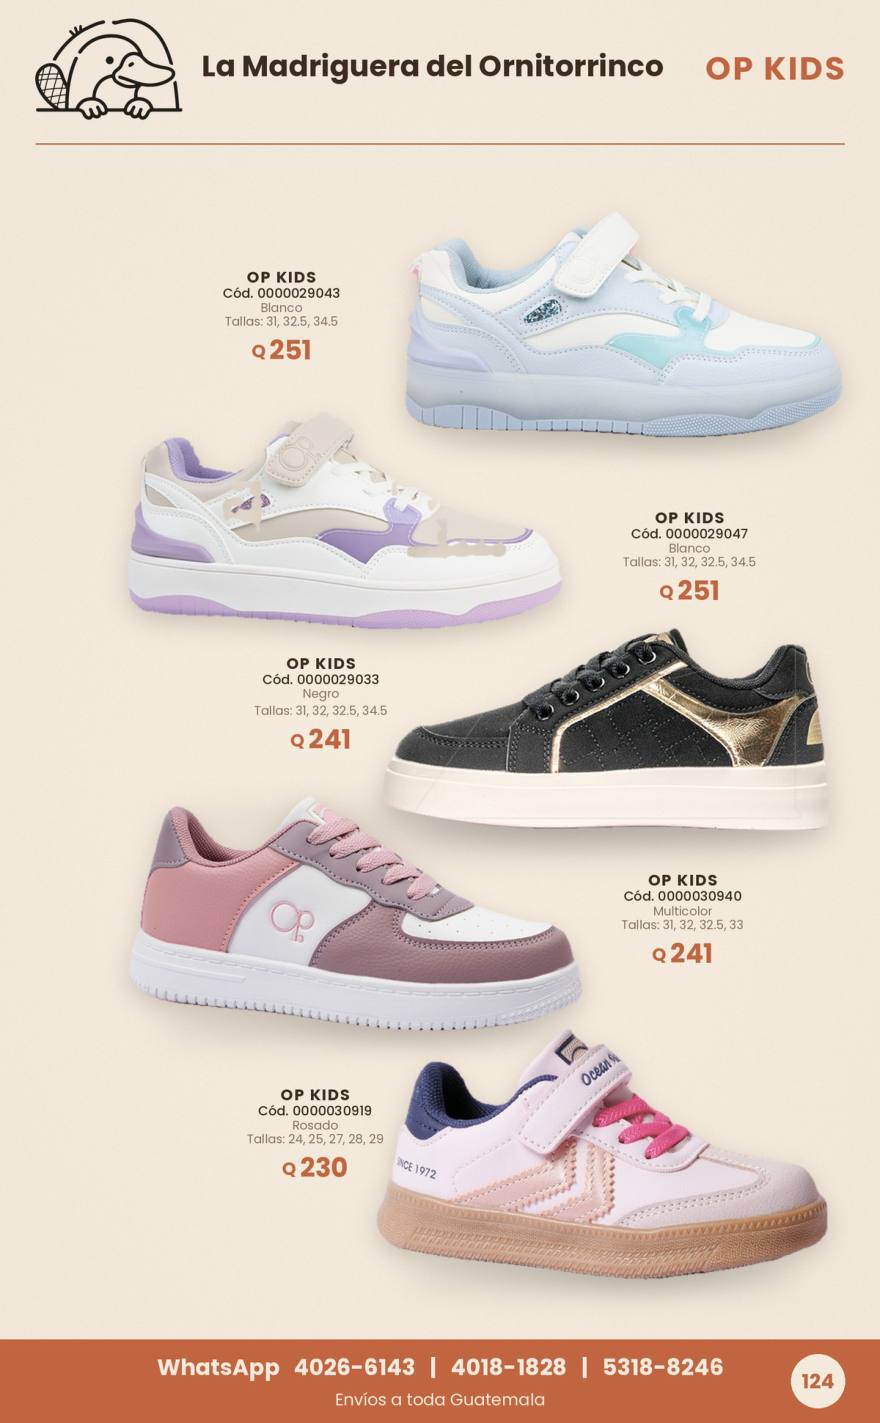 La Madriguera del Ornitorrinco
OP KIDS
OP KIDS
Cód. 0000029043
Blanco
Tallas: 31, 32.5, 34.5
Q 251
Op
OP KIDS
Cód. 0000029047
Blanco
Tallas: 31, 32, 32.5, 34.5
Q 251
OP KIDS
Cód. 0000029033
Negro
Tallas: 31, 32, 32.5, 34.5
Q 241
Op
OP KIDS
Cód. 0000030940
Multicolor
Tallas: 31, 32, 32.5, 33
Q 241
OP KIDS
Cód. 0000030919
Rosado
Tallas: 24, 25, 27, 28, 29
Q 230
Ocean
SINCE 1972
WhatsApp 4026-6143 | 4018-1828 | 5318-8246
Envíos a toda Guatemala
124